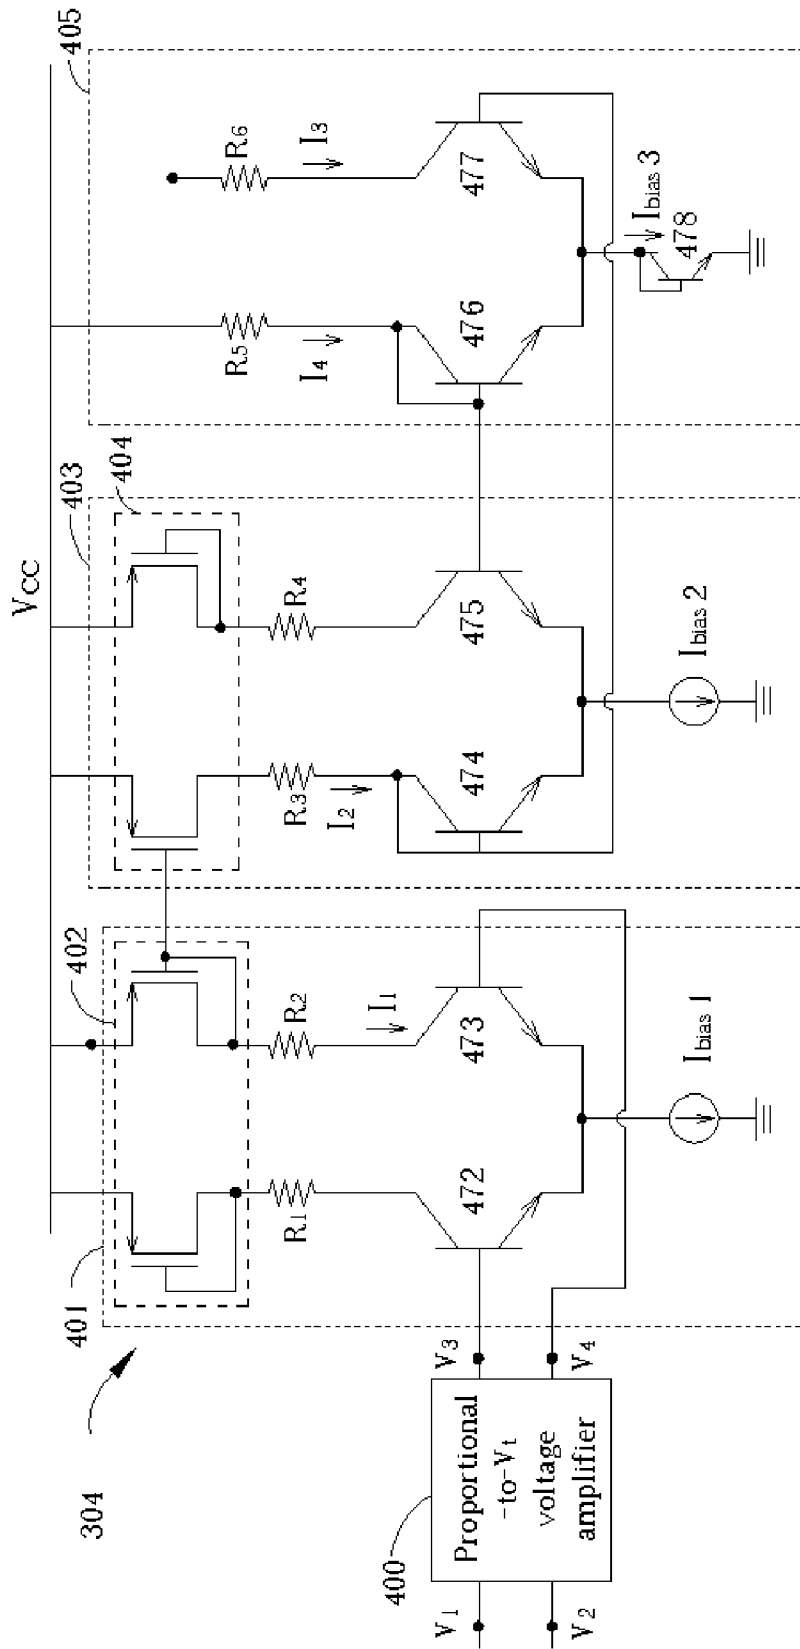 304
V1
V2
400
Proportional
-to-Vt
voltage
amplifier
V3
V4
401
402
VCC
R1
R2
I1
472
473
Ibias 1
403
404
R3
R4
I2
474
475
Ibias 2
405
R5
R6
I4
I3
476
477
Ibias 3
478